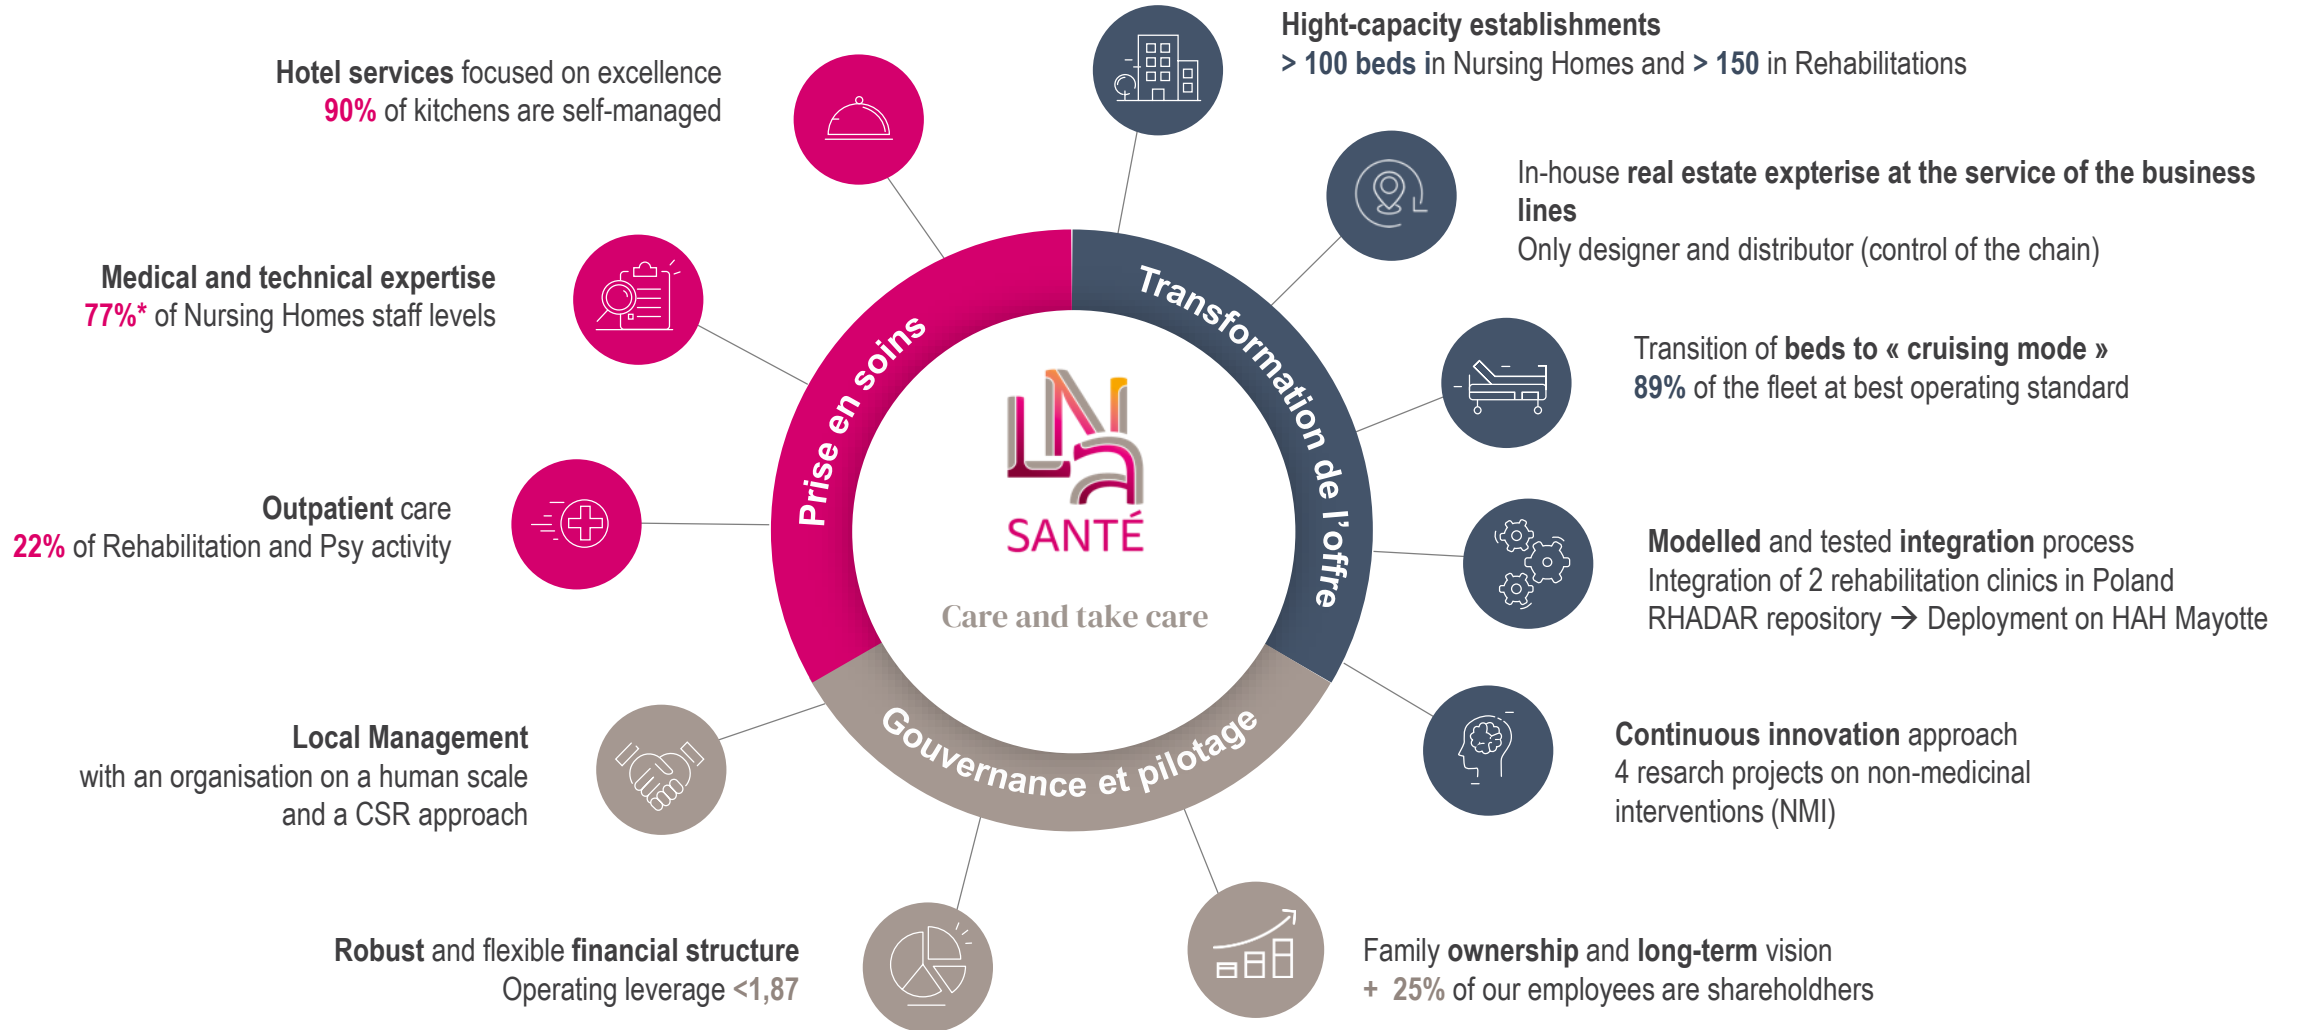 Hotel services focused on excellence
90% of kitchens are self-managed
Medical and technical expertise
77%* of Nursing Homes staff levels
Outpatient care
22% of Rehabilitation and Psy activity
Local Management
with an organisation on a human scale
and a CSR approach
Robust and flexible financial structure
Operating leverage <1,87
Prise en soins
Transformation de l'offre
Gouvernance et pilotage
LNa
SANTÉ
Care and take care
Hight-capacity establishments
> 100 beds in Nursing Homes and > 150 in Rehabilitations
In-house real estate expterise at the service of the business
lines
Only designer and distributor (control of the chain)
Transition of beds to « cruising mode »
89% of the fleet at best operating standard
Modelled and tested integration process
Integration of 2 rehabilitation clinics in Poland
RHADAR repository → Deployment on HAH Mayotte
Continuous innovation approach
4 resarch projects on non-medicinal
interventions (NMI)
Family ownership and long-term vision
+ 25% of our employees are shareholdhers